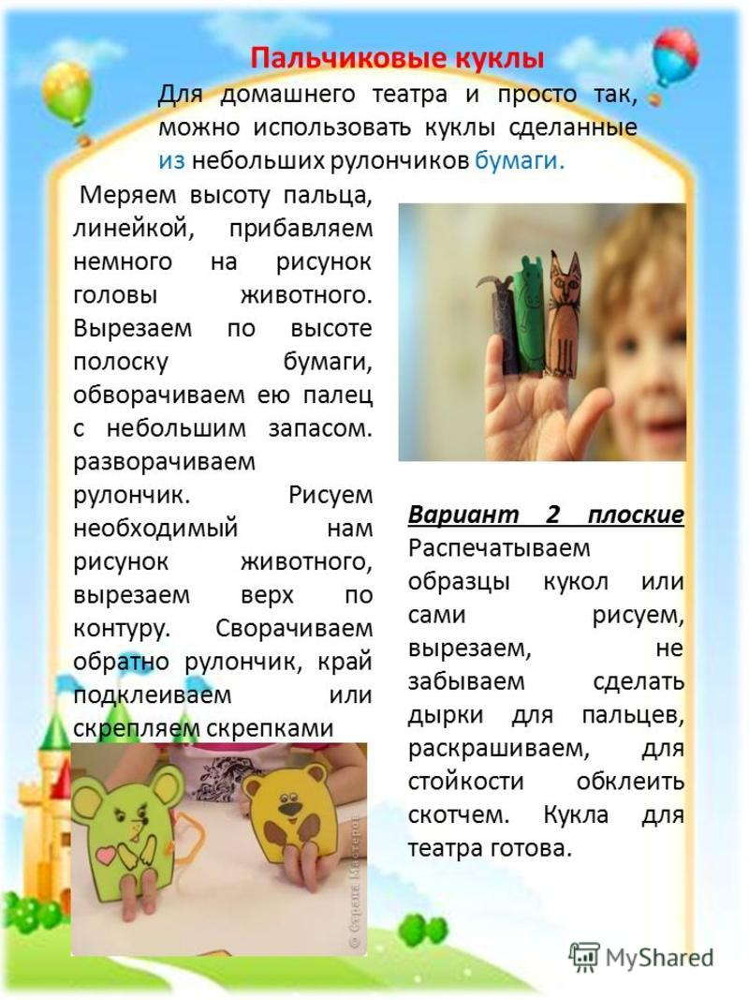 Пальчиковые куклы
Для домашнего театра и просто так,
можно использовать куклы сделанные
из небольших рулончиков бумаги.
Меряем высоту пальца,
линейкой, прибавляем
немного на рисунок
головы животного.
Вырезаем по высоте
полоску бумаги,
обворачиваем ею палец
с небольшим запасом.
разворачиваем
рулончик. Рисуем
необходимый нам
рисунок животного,
вырезаем верх по
контуру. Сворачиваем
обратно рулончик, край
подклеиваем или
скрепляем скрепками
Вариант 2 плоские
Распечатываем
образцы кукол или
сами рисуем,
вырезаем, не
забываем сделать
дырки для пальцев,
раскрашиваем, для
стойкости обклеить
скотчем. Кукла для
театра готова.
© Страна Мастеров
MyShared